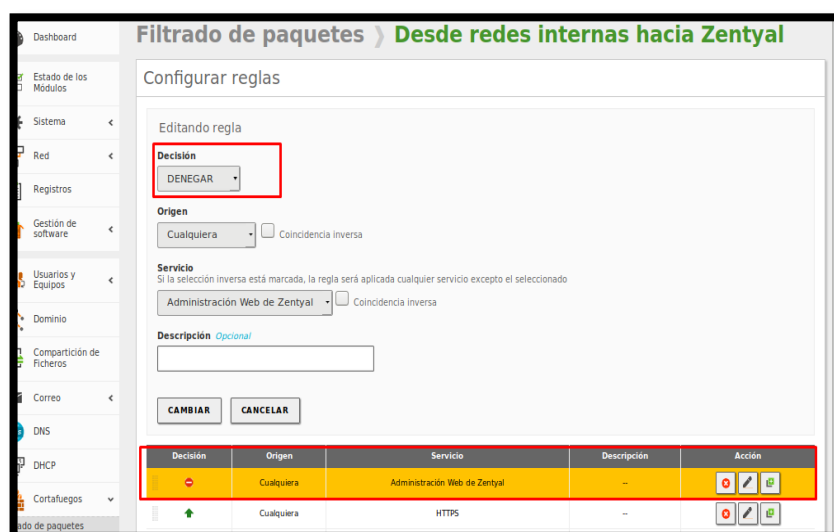 Filtrado de paquetes ⟩ Desde redes internas hacia Zentyal
Dashboard
Estado de los
Módulos
Sistema
Red
Registros
Gestión de
software
Usuarios y
Equipos
Dominio
Compartición de
Ficheros
Correo
DNS
DHCP
Cortafuegos
ado de paquetes
Configurar reglas
Editando regla
Decisión
DENEGAR
Origen
Cualquiera Coincidencia inversa
Servicio
Si la selección inversa está marcada, la regla será aplicada cualquier servicio excepto el seleccionado
Administración Web de Zentyal Coincidencia inversa
Descripción Opcional
CAMBIAR CANCELAR
Decisión Origen Servicio Descripción Acción
Cualquiera Administración Web de Zentyal --
Cualquiera HTTPS --